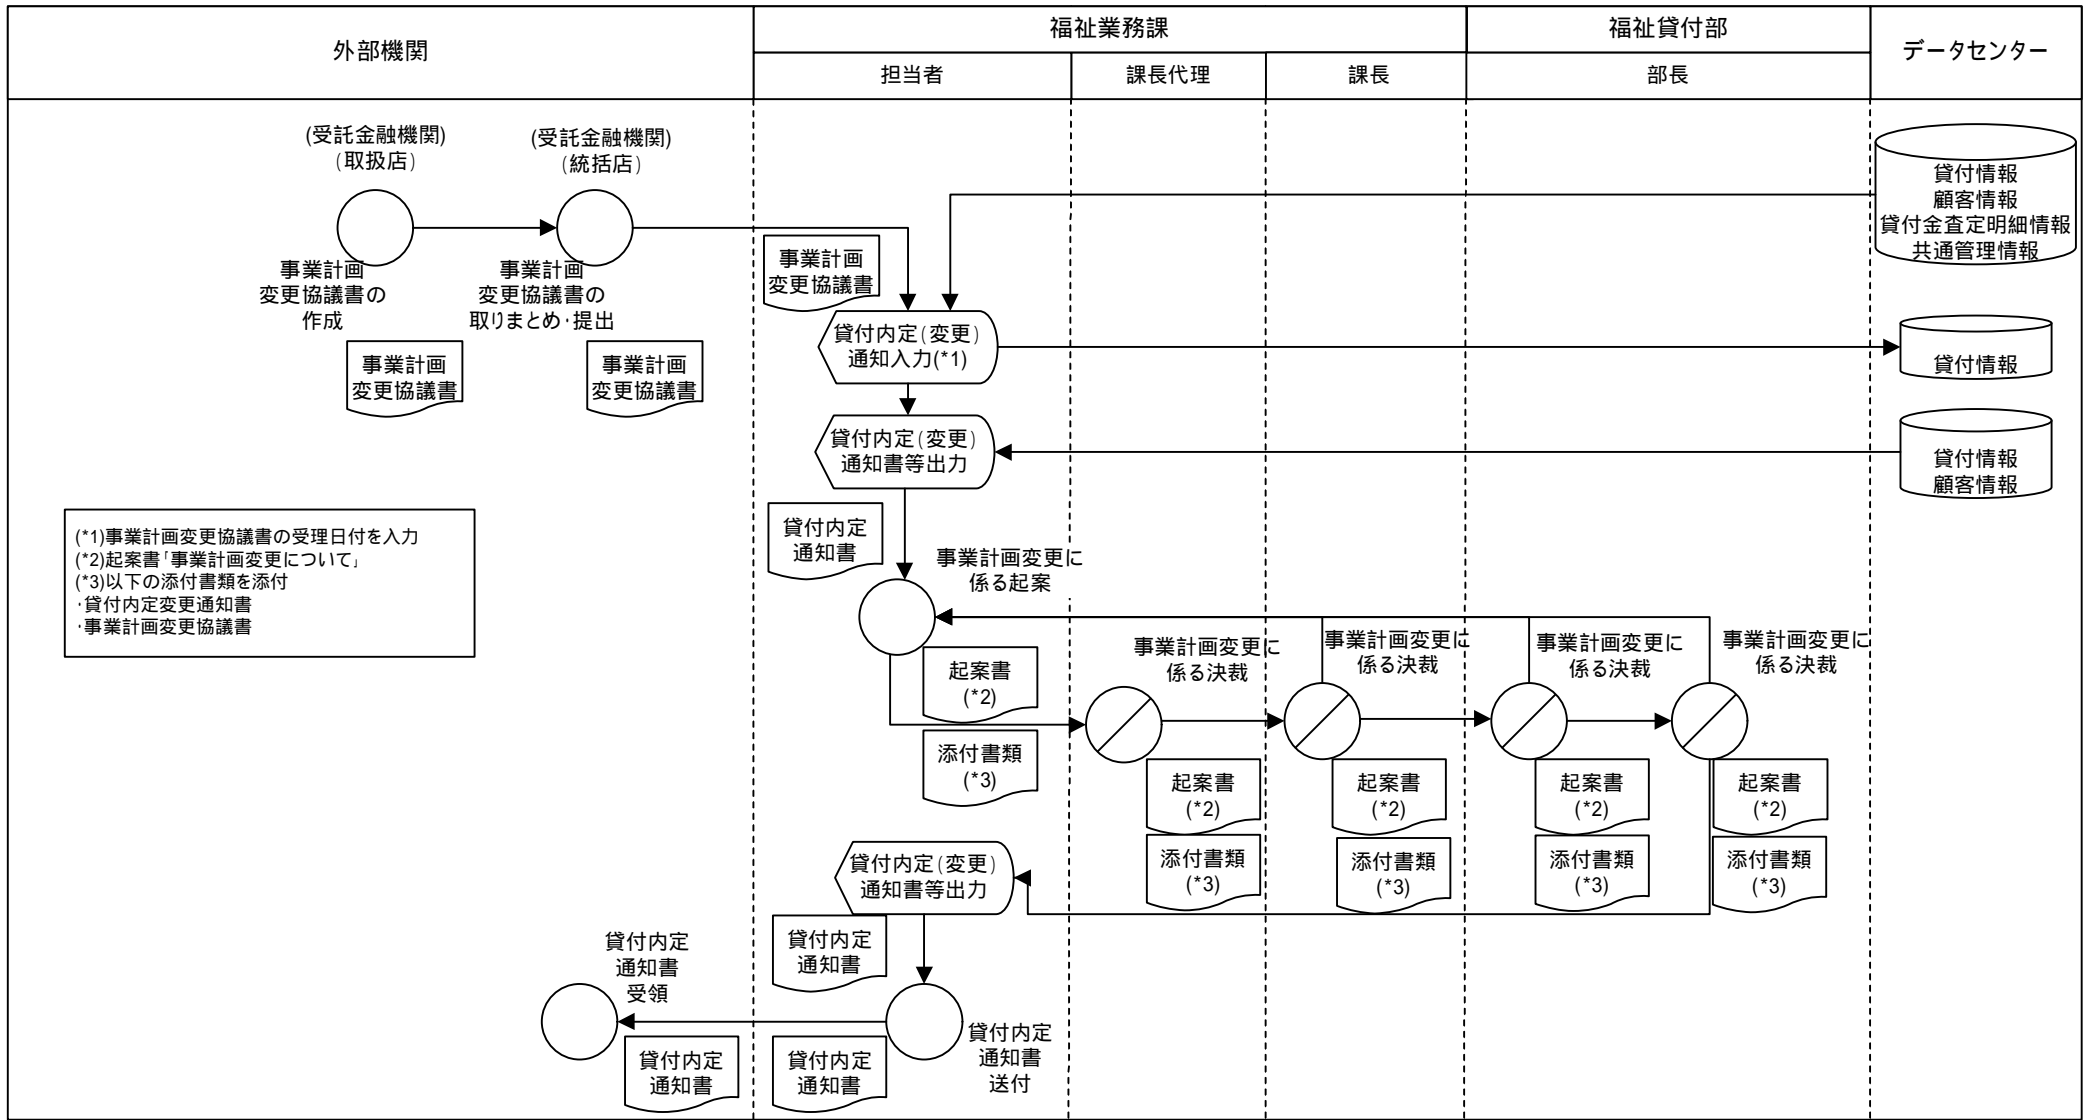 外部機関
福祉業務課
福祉貸付部
データセンター
担当者
課長代理
課長
部長
(受託金融機関)
(取扱店)
(受託金融機関)
(統括店)
事業計画
変更協議書の
作成
事業計画
変更協議書の
取りまとめ・提出
事業計画
変更協議書
事業計画
変更協議書
事業計画
変更協議書
貸付情報
顧客情報
貸付金査定明細情報
共通管理情報
貸付内定(変更)
通知入力(*1)
貸付情報
貸付内定(変更)
通知書等出力
貸付情報
顧客情報
(*1)事業計画変更協議書の受理日付を入力
(*2)起案書「事業計画変更について」
(*3)以下の添付書類を添付
・貸付内定変更通知書
・事業計画変更協議書
貸付内定
通知書
事業計画変更に
係る起案
起案書
(*2)
添付書類
(*3)
事業計画変更に
係る決裁
事業計画変更に
係る決裁
事業計画変更に
係る決裁
事業計画変更に
係る決裁
起案書
(*2)
起案書
(*2)
起案書
(*2)
起案書
(*2)
添付書類
(*3)
添付書類
(*3)
添付書類
(*3)
添付書類
(*3)
貸付内定(変更)
通知書等出力
貸付内定
通知書
貸付内定
通知書
受領
貸付内定
通知書
貸付内定
通知書
貸付内定
通知書
送付